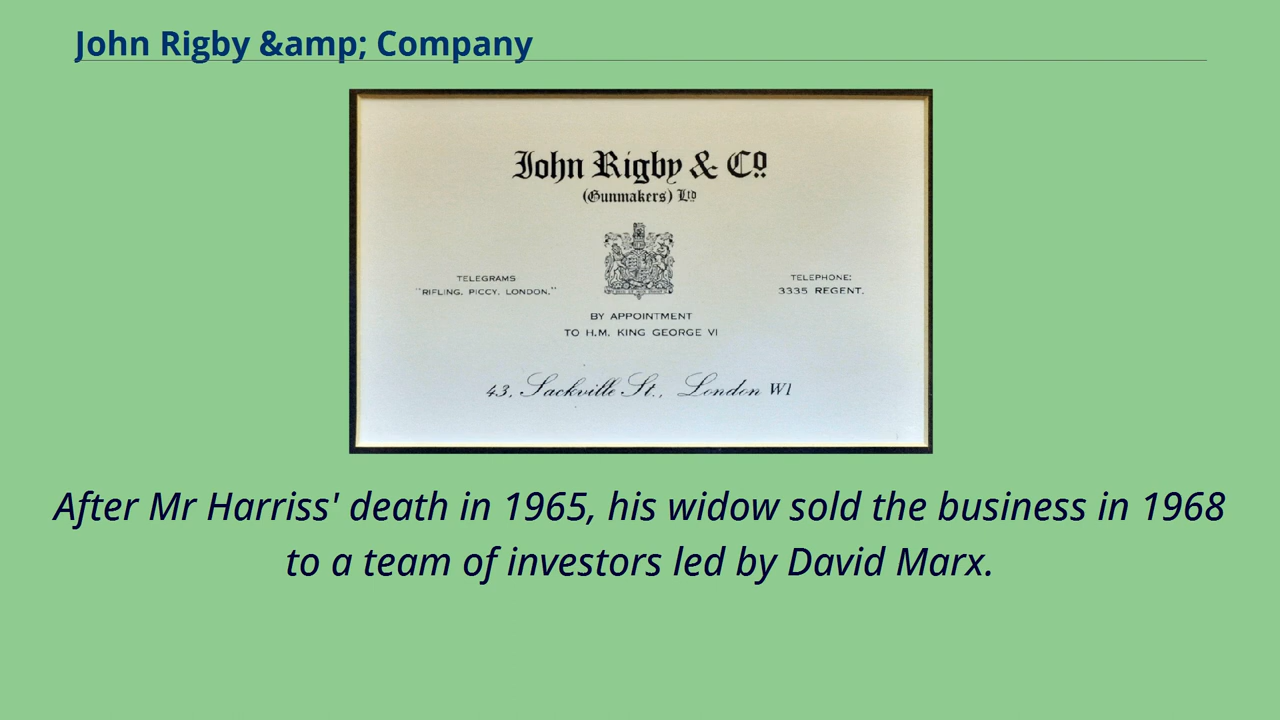 John Rigby &amp; Company
John Rigby & Co.
(Gunmakers) Ltd
TELEGRAMS
"RIFLING, PICCY, LONDON."
TELEPHONE:
3335 REGENT.
BY APPOINTMENT
TO H.M. KING GEORGE VI
43, Sackville St., London W1
After Mr Harriss' death in 1965, his widow sold the business in 1968
to a team of investors led by David Marx.